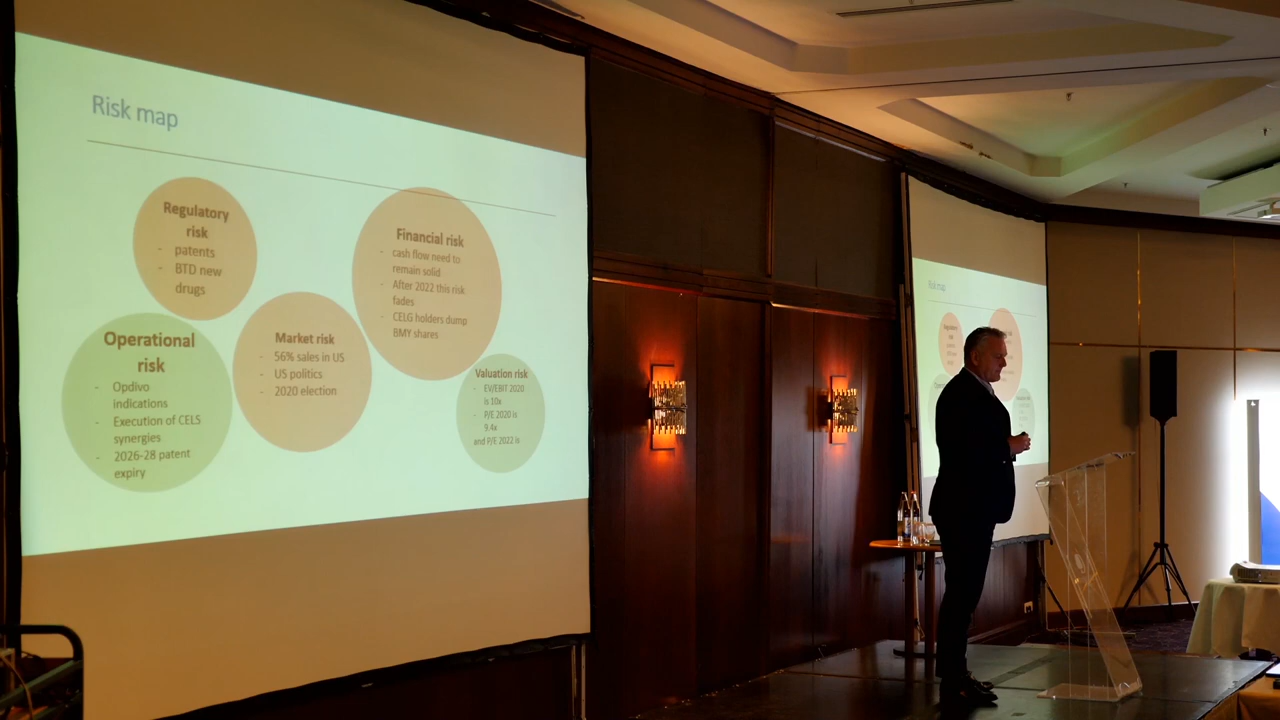 Risk map
Regulatory
risk
- patents
- BTD new
drugs
Financial risk
- cash flow need to
remain solid
- After 2022 this risk
fades
- CELG holders dump
BMY shares
Operational
risk
- Opdivo
indications
- Execution of CELS
synergies
- 2026-28 patent
expiry
Market risk
- 56% sales in US
- US politics
- 2020 election
Valuation risk
- EV/EBIT 2020
is 10x
- P/E 2020 is
9.4x
and P/E 2022 is
Risk map